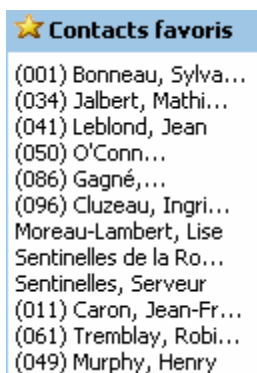 Contacts favoris
(001) Bonneau, Sylva...
(034) Jalbert, Mathi...
(041) Leblond, Jean
(050) O'Conn...
(086) Gagné,...
(096) Cluzeau, Ingri...
Moreau-Lambert, Lise
Sentinelles de la Ro...
Sentinelles, Serveur
(011) Caron, Jean-Fr...
(061) Tremblay, Robi...
(049) Murphy, Henry